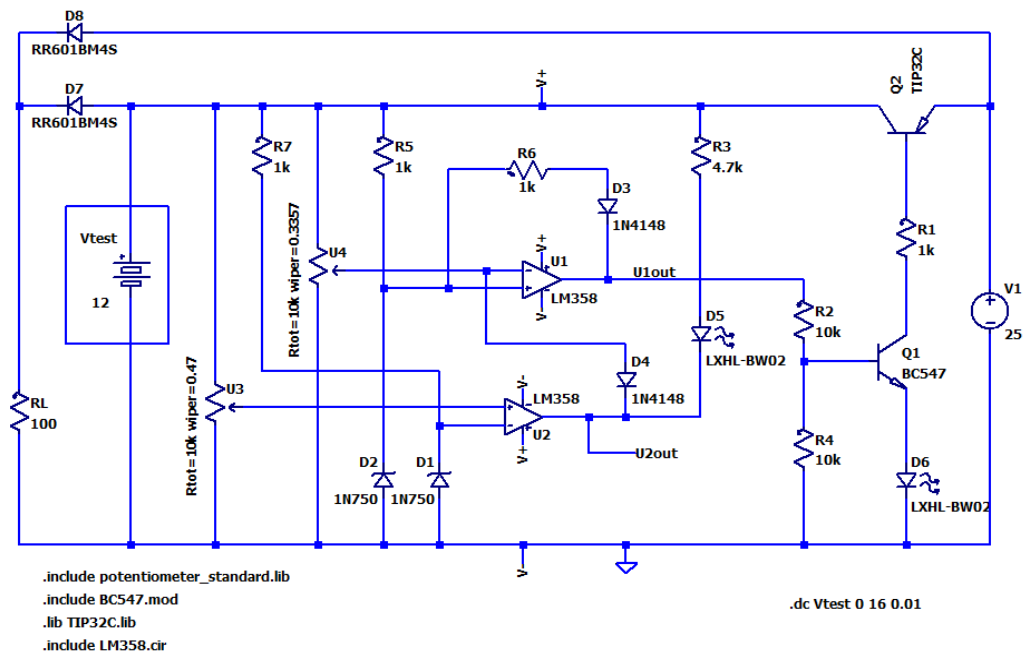 D8
RR601BM4S
D7
RR601BM4S
V+
Q2
TIP32C
R7
1k
R5
1k
R6
1k
R3
4.7k
D3
1N4148
Vtest
12
Rtot=10k wiper=0.3357
U4
V+
U1
LM358
V-
U1out
R1
1k
V1
25
R2
10k
D5
LXHL-BW02
Q1
BC547
D4
1N4148
RL
100
Rtot=10k wiper=0.47
U3
V-
LM358
U2
V+
U2out
R4
10k
D2
1N750
D1
1N750
D6
LXHL-BW02
V-
.include potentiometer_standard.lib
.include BC547.mod
.lib TIP32C.lib
.include LM358.cir
.dc Vtest 0 16 0.01